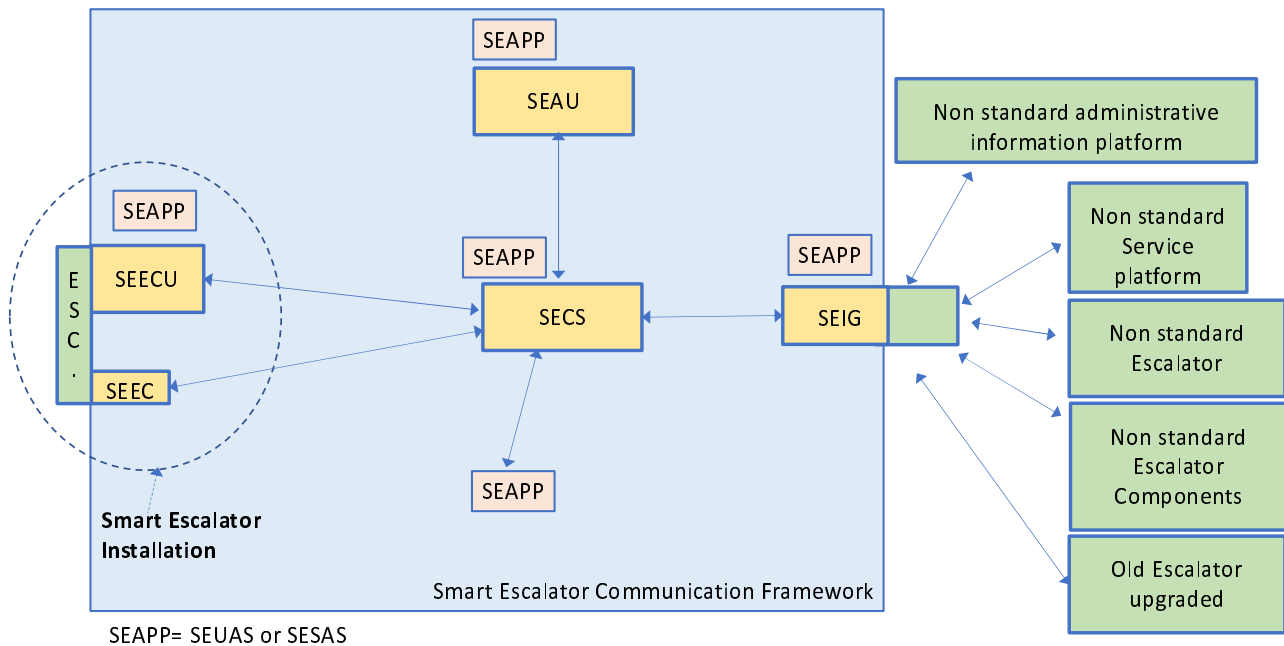 SEAPP
SEAU
Non standard administrative
information platform
SEAPP
Non standard
Service
platform
SEAPP
SEAPP
E
S
C
.
SEECU
SECS
SEIG
Non standard
Escalator
SEEC
Non standard
Escalator
Components
SEAPP
Smart Escalator
Installation
Old Escalator
upgraded
Smart Escalator Communication Framework
SEAPP= SEUAS or SESAS